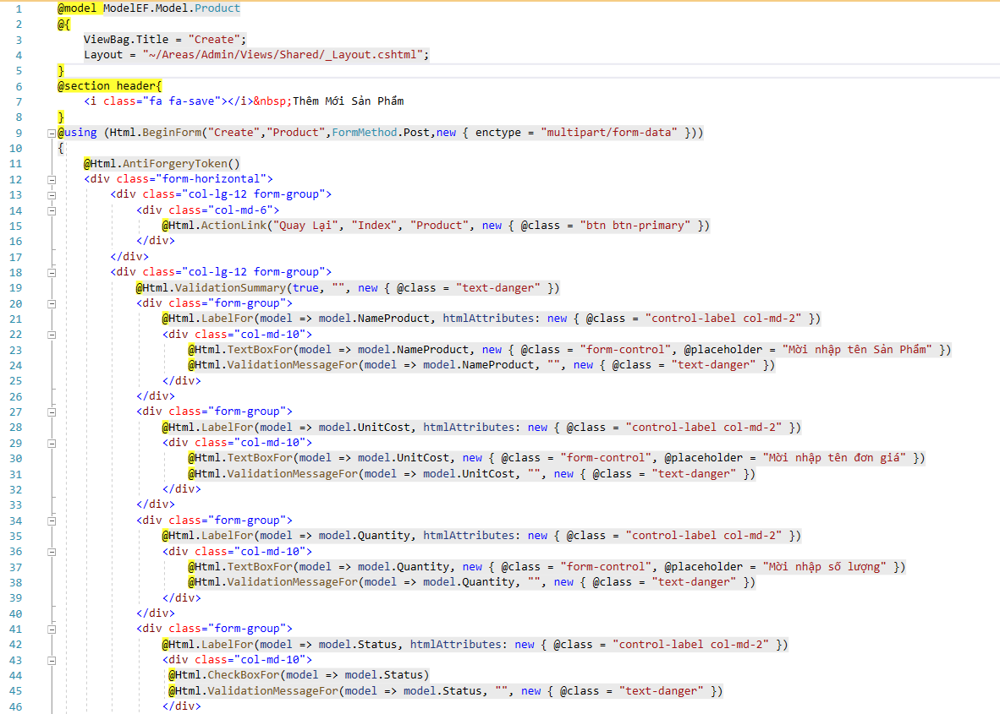 1 @model ModelEF.Model.Product
2 @{
3 ViewBag.Title = "Create";
4 Layout = "~/Areas/Admin/Views/Shared/_Layout.cshtml";
5 }
6 @section header{
7 <i class="fa fa-save"></i>&nbsp;Thêm Mới Sản Phẩm
8 }
9 @using (Html.BeginForm("Create","Product",FormMethod.Post,new { enctype = "multipart/form-data" }))
10 {
11 @Html.AntiForgeryToken()
12 <div class="form-horizontal">
13 <div class="col-lg-12 form-group">
14 <div class="col-md-6">
15 @Html.ActionLink("Quay Lại", "Index", "Product", new { @class = "btn btn-primary" })
16 </div>
17 </div>
18 <div class="col-lg-12 form-group">
19 @Html.ValidationSummary(true, "", new { @class = "text-danger" })
20 <div class="form-group">
21 @Html.LabelFor(model => model.NameProduct, htmlAttributes: new { @class = "control-label col-md-2" })
22 <div class="col-md-10">
23 @Html.TextBoxFor(model => model.NameProduct, new { @class = "form-control", @placeholder = "Mời nhập tên Sản Phẩm" })
24 @Html.ValidationMessageFor(model => model.NameProduct, "", new { @class = "text-danger" })
25 </div>
26 </div>
27 <div class="form-group">
28 @Html.LabelFor(model => model.UnitCost, htmlAttributes: new { @class = "control-label col-md-2" })
29 <div class="col-md-10">
30 @Html.TextBoxFor(model => model.UnitCost, new { @class = "form-control", @placeholder = "Mời nhập tên đơn giá" })
31 @Html.ValidationMessageFor(model => model.UnitCost, "", new { @class = "text-danger" })
32 </div>
33 </div>
34 <div class="form-group">
35 @Html.LabelFor(model => model.Quantity, htmlAttributes: new { @class = "control-label col-md-2" })
36 <div class="col-md-10">
37 @Html.TextBoxFor(model => model.Quantity, new { @class = "form-control", @placeholder = "Mời nhập số lượng" })
38 @Html.ValidationMessageFor(model => model.Quantity, "", new { @class = "text-danger" })
39 </div>
40 </div>
41 <div class="form-group">
42 @Html.LabelFor(model => model.Status, htmlAttributes: new { @class = "control-label col-md-2" })
43 <div class="col-md-10">
44 @Html.CheckBoxFor(model => model.Status)
45 @Html.ValidationMessageFor(model => model.Status, "", new { @class = "text-danger" })
46 </div>